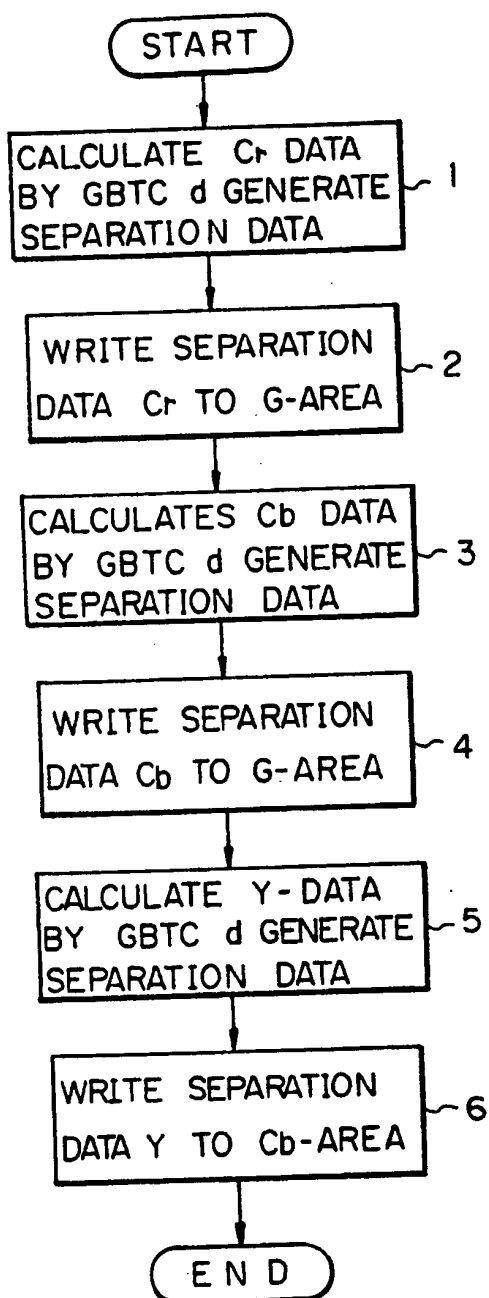 START
CALCULATE Cr DATA
BY GBTC d GENERATE
SEPARATION DATA
1
WRITE SEPARATION
DATA Cr TO G-AREA
2
CALCULATES Cb DATA
BY GBTC d GENERATE
SEPARATION DATA
3
WRITE SEPARATION
DATA Cb TO G-AREA
4
CALCULATE Y-DATA
BY GBTC d GENERATE
SEPARATION DATA
5
WRITE SEPARATION
DATA Y TO Cb-AREA
6
END